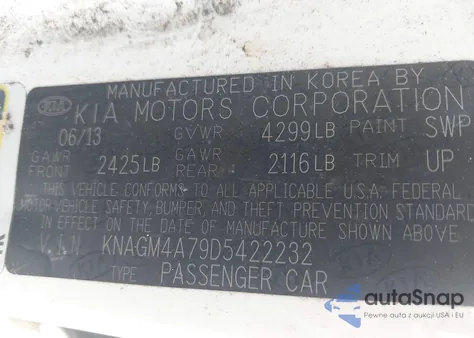 MANUFACTURED IN KOREA BY
KIA KIA MOTORS CORPORATION
06/13 GVWR 4299LB PAINT SWP
GAWR FRONT 2425LB GAWR REAR 2116LB TRIM UP
THIS VEHICLE CONFORMS TO ALL APPLICABLE U.S.A. FEDERAL
MOTOR VEHICLE SAFETY, BUMPER, AND THEFT PREVENTION STANDARD
IN EFFECT ON THE DATE OF MANUFACTURE SHOWN ABOVE
V.I.N. KNAGM4A79D5422232
TYPE PASSENGER CAR
autoSnap
Pewne auta z aukcji USA i EU